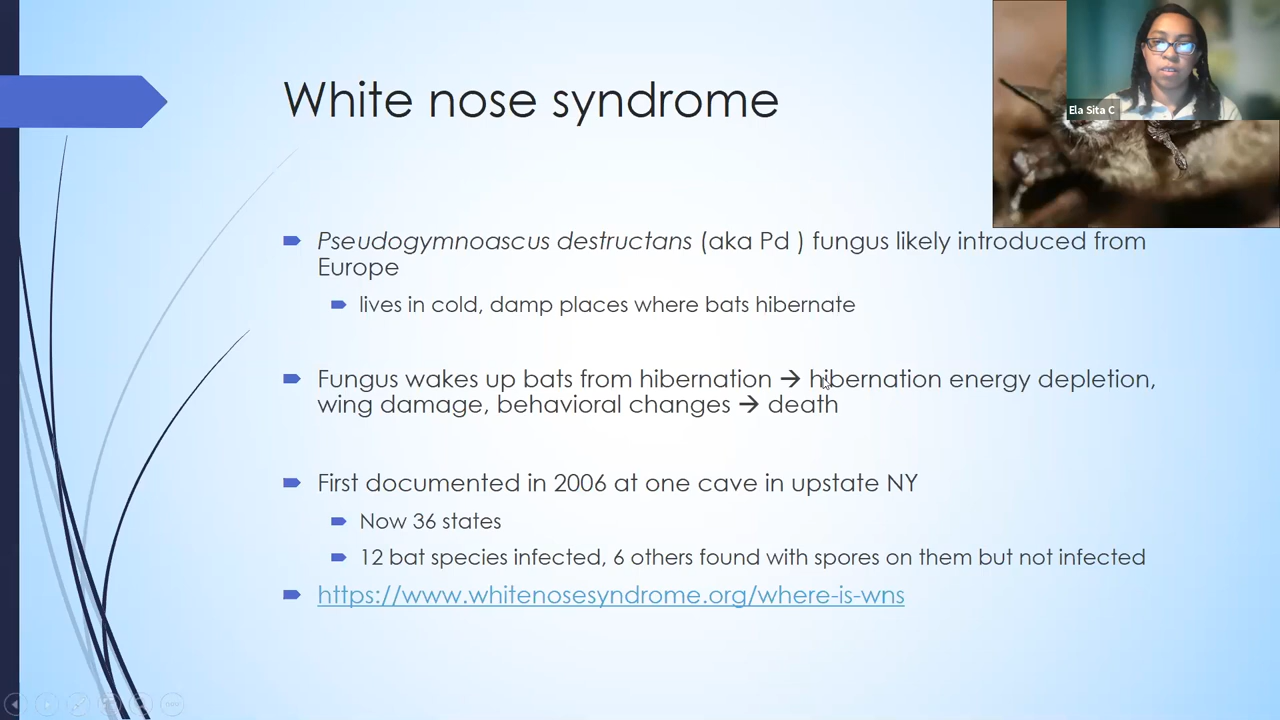 White nose syndrome
Ela Sita C
Pseudogymnoascus destructans (aka Pd ) fungus likely introduced from
Europe
lives in cold, damp places where bats hibernate
Fungus wakes up bats from hibernation → hibernation energy depletion,
wing damage, behavioral changes → death
First documented in 2006 at one cave in upstate NY
Now 36 states
12 bat species infected, 6 others found with spores on them but not infected
https://www.whitenosesyndrome.org/where-is-wns